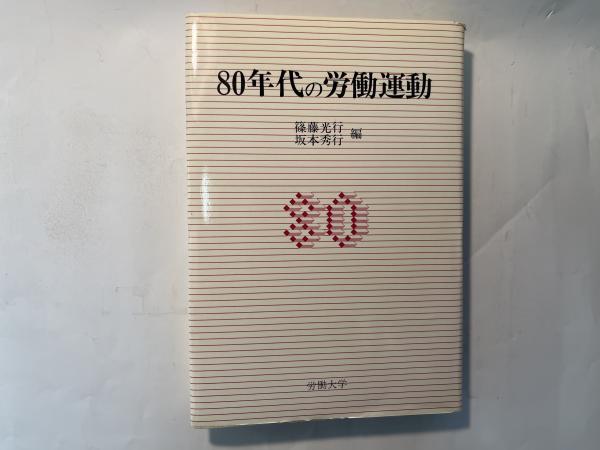 80年代の労働運動
篠藤光行
坂本秀行 編
80
労働大学